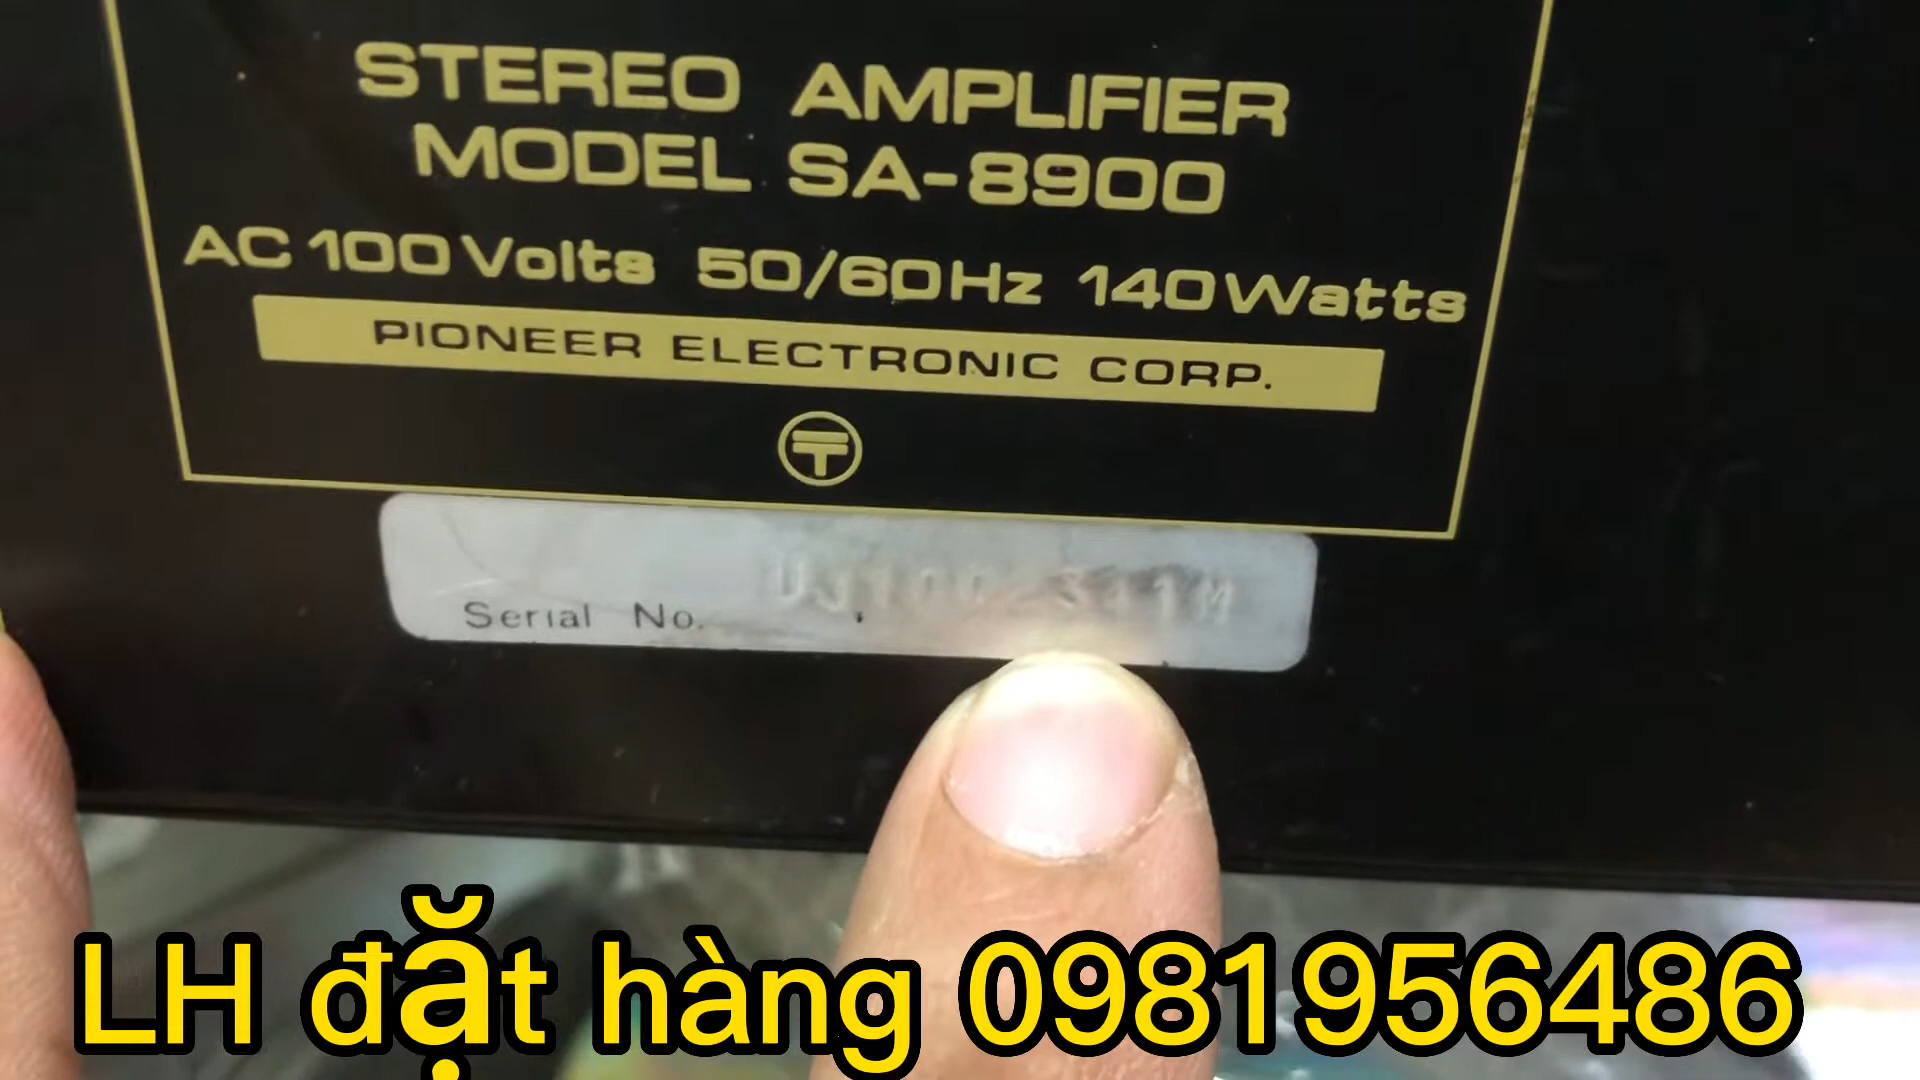 STEREO AMPLIFIER
MODEL SA-8900
AC 100 Volts 50/60Hz 140 Watts
PIONEER ELECTRONIC CORP.
Serial No.
LH đặt hàng 0981956486